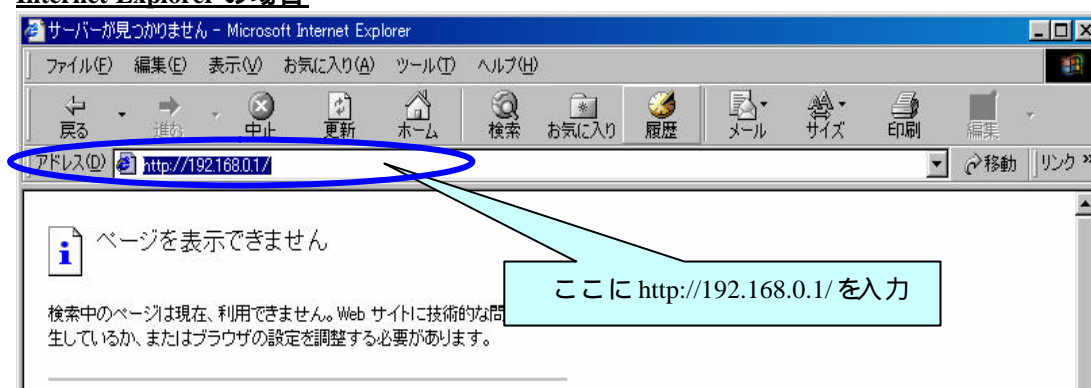 Internet Explorer の場合
サーバーが見つかりません - Microsoft Internet Explorer
ファイル(F) 編集(E) 表示(V) お気に入り(A) ツール(T) ヘルプ(H)
戻る 進む 中止 更新 ホーム 検索 お気に入り 履歴 メール サイズ 印刷 編集
アドレス(D) http://192.168.0.1/ 移動 リンク »
ページを表示できません
ここに http://192.168.0.1/ を入力
検索中のページは現在、利用できません。Web サイトに技術的な問
生しているか、またはブラウザの設定を調整する必要があります。